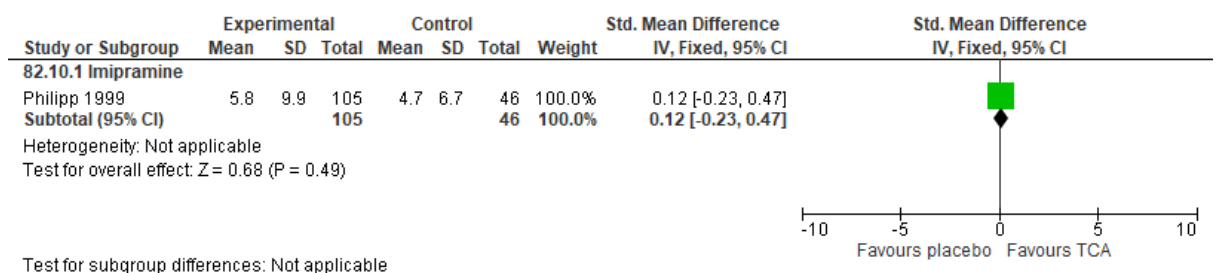 Experimental Control Std. Mean Difference Std. Mean Difference
Study or Subgroup Mean SD Total Mean SD Total Weight IV, Fixed, 95% CI IV, Fixed, 95% CI
82.10.1 Imipramine
Philipp 1999 5.8 9.9 105 4.7 6.7 46 100.0% 0.12 [-0.23, 0.47]
Subtotal (95% CI) 105 46 100.0% 0.12 [-0.23, 0.47]
Heterogeneity: Not applicable
Test for overall effect: Z = 0.68 (P = 0.49)
-10 -5 0 5 10
Favours placebo Favours TCA
Test for subgroup differences: Not applicable